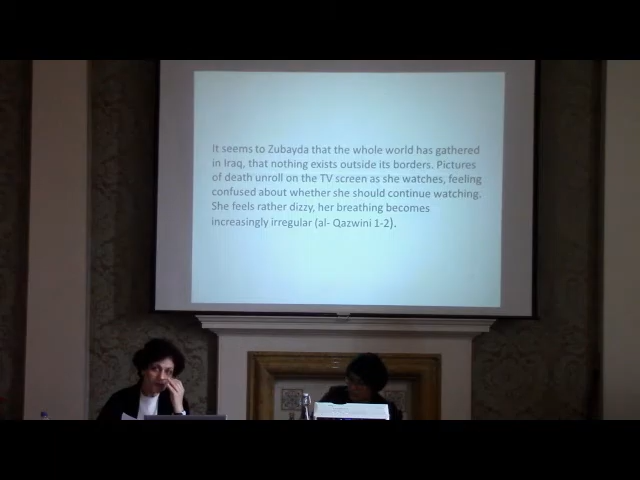 It seems to Zubayda that the whole world has gathered
in Iraq, that nothing exists outside its borders. Pictures
of death unroll on the TV screen as she watches, feeling
confused about whether she should continue watching.
She feels rather dizzy, her breathing becomes
increasingly irregular (al- Qazwini 1-2).